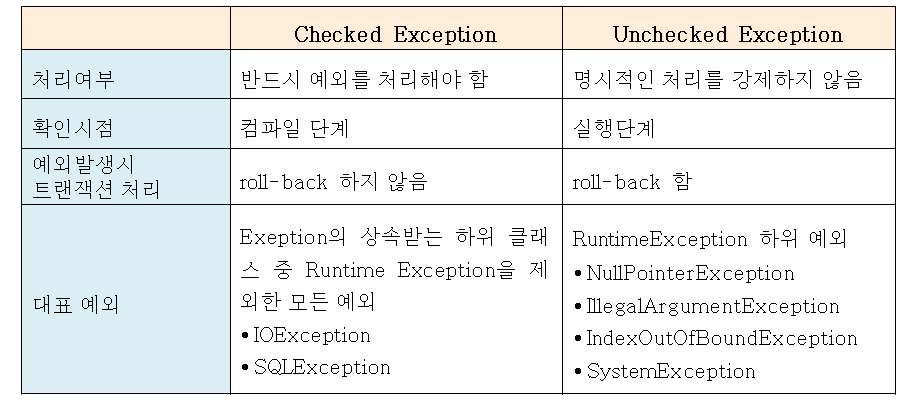 Checked Exception
Unchecked Exception
처리여부
반드시 예외를 처리해야 함
명시적인 처리를 강제하지 않음
확인시점
컴파일 단계
실행단계
예외발생시
트랜잭션 처리
roll-back 하지 않음
roll-back 함
대표 예외
Exeption의 상속받는 하위 클래
스 중 Runtime Exception을 제
외한 모든 예외
•IOException
•SQLException
RuntimeException 하위 예외
•NullPointerException
•IllegalArgumentException
•IndexOutOfBoundException
•SystemException